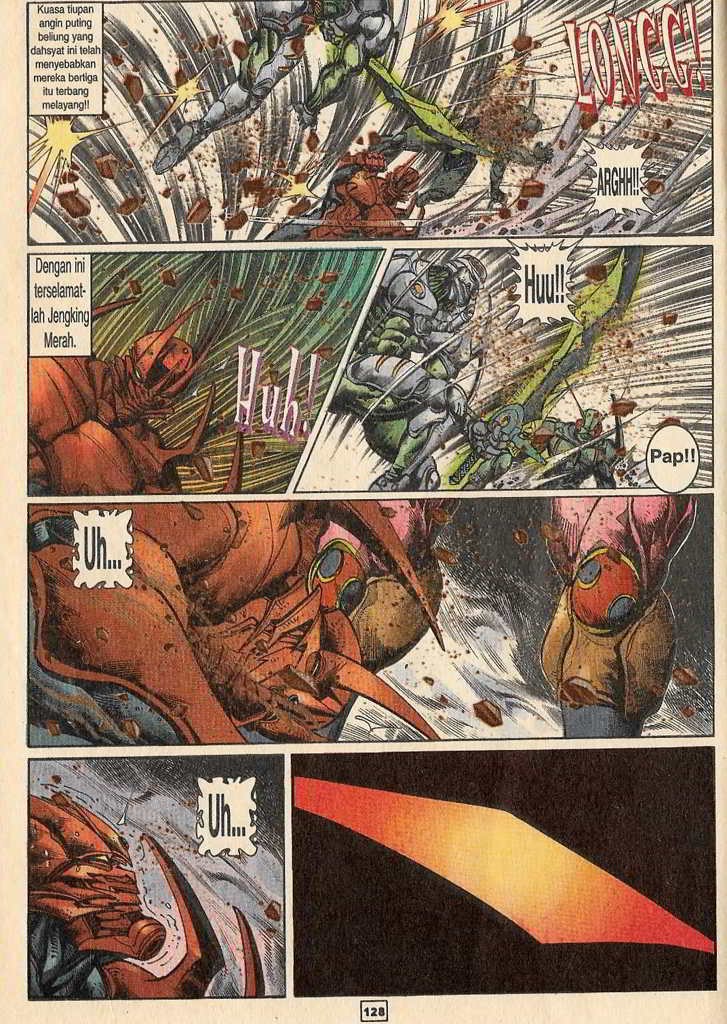 Kuasa tiupan
angin puting
beliung yang
dahsyat ini telah
menyebabkan
mereka bertiga
itu terbang
melayang!!
LONGG!
ARGHH!!
Dengan ini
terselamat-
lah Jengking
Merah.
Huh!
Huu!!
Pap!!
Uh...
Uh...
128